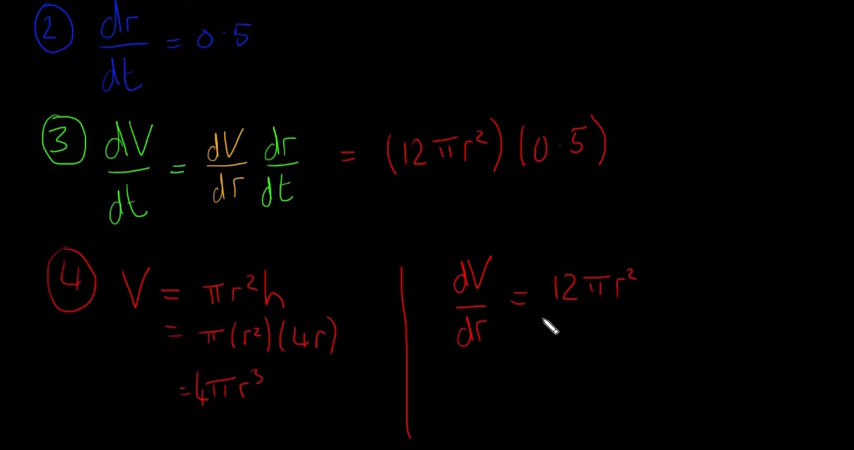 ② dr/dt = 0.5
③ dV/dt = dV/dr dr/dt = (12πr²)(0.5)
④ V = πr²h
= π(r²)(4r)
= 4πr³
dV/dr = 12πr²